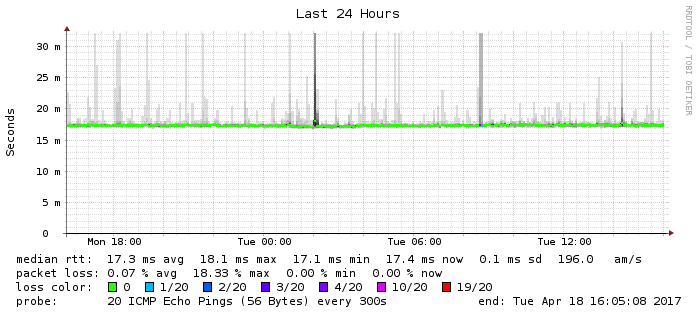 Last 24 Hours
RRDTOOL / TOBI OETIKER
Seconds
30 m
25 m
20 m
15 m
10 m
5 m
0
Mon 18:00 Tue 00:00 Tue 06:00 Tue 12:00
median rtt: 17.3 ms avg 18.1 ms max 17.1 ms min 17.4 ms now 0.1 ms sd 196.0 am/s
packet loss: 0.07 % avg 18.33 % max 0.00 % min 0.00 % now
loss color: 0 1/20 2/20 3/20 4/20 10/20 19/20
probe: 20 ICMP Echo Pings (56 Bytes) every 300s end: Tue Apr 18 16:05:08 2017